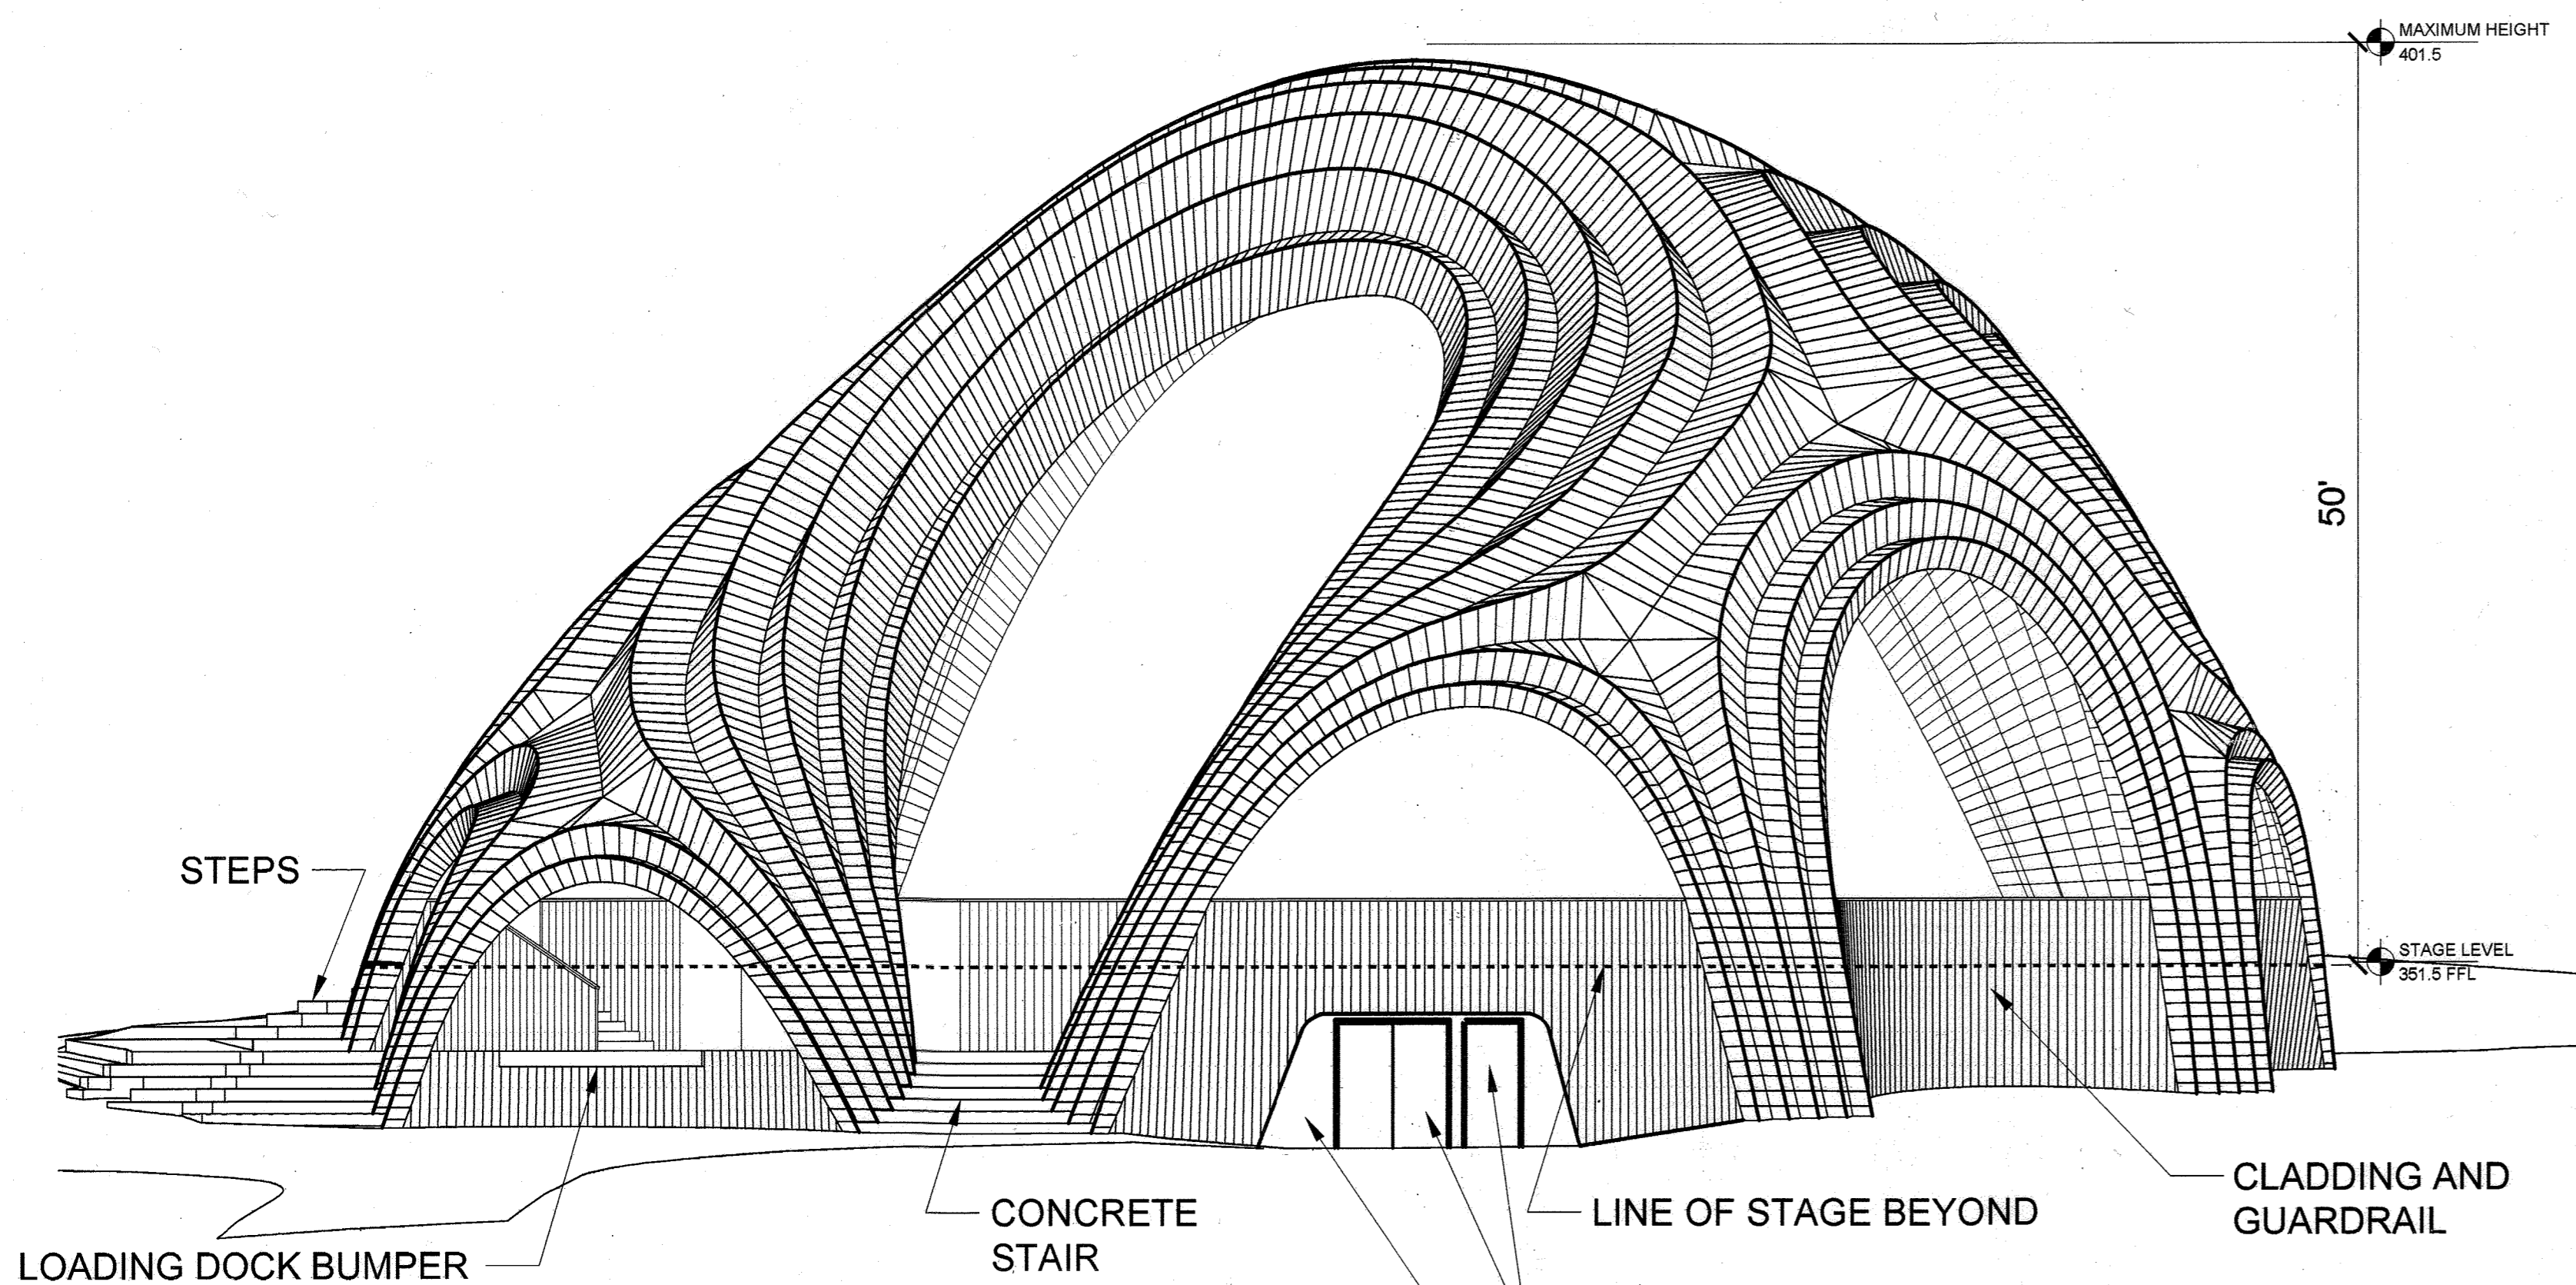 MAXIMUM HEIGHT
401.5
50'
STEPS
STAGE LEVEL
351.5 FFL
CLADDING AND
GUARDRAIL
LINE OF STAGE BEYOND
CONCRETE
STAIR
LOADING DOCK BUMPER